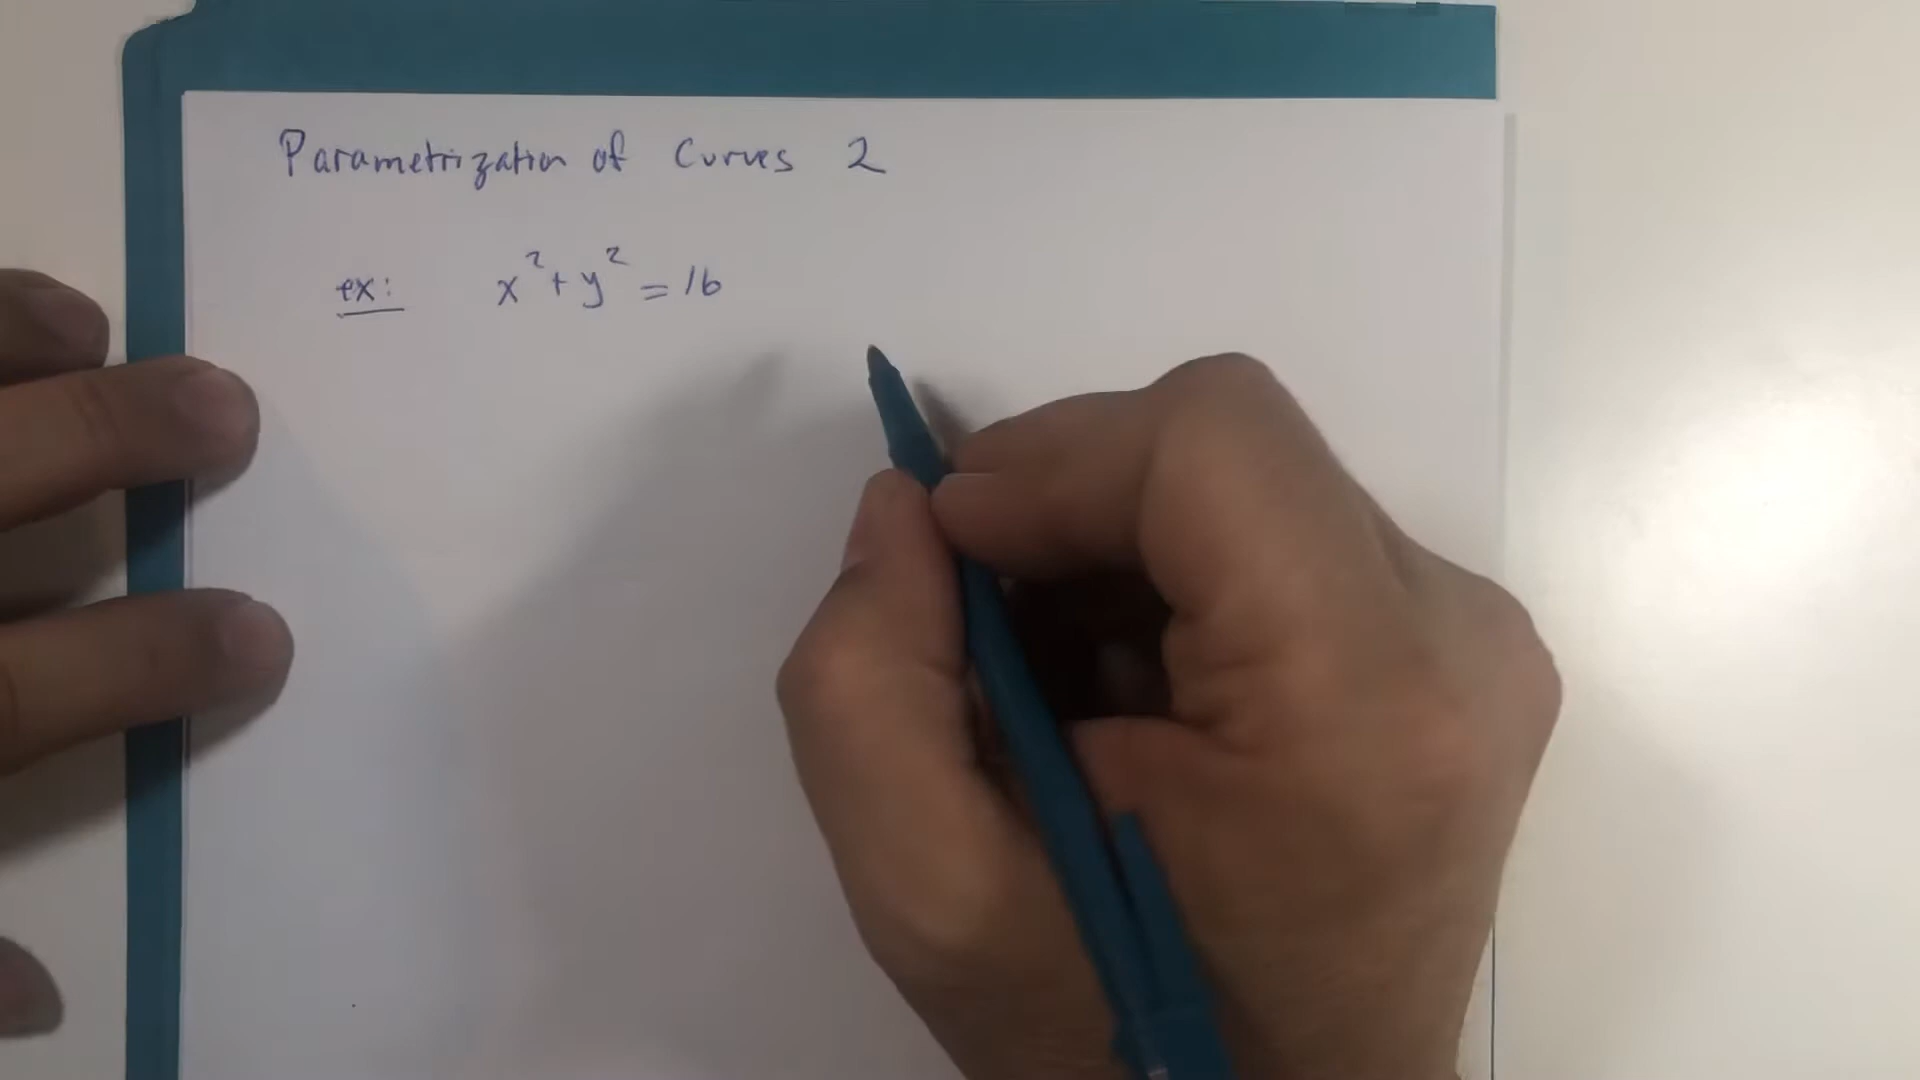 Parametrization of Curves 2
ex: x² + y² = 16